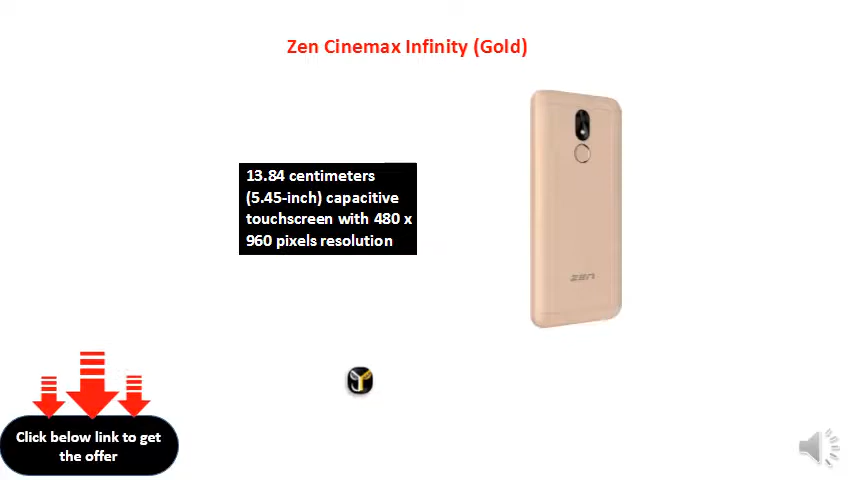 Zen Cinemax Infinity (Gold)
13.84 centimeters
(5.45-inch) capacitive
touchscreen with 480 x
960 pixels resolution
ZEN
Click below link to get
the offer